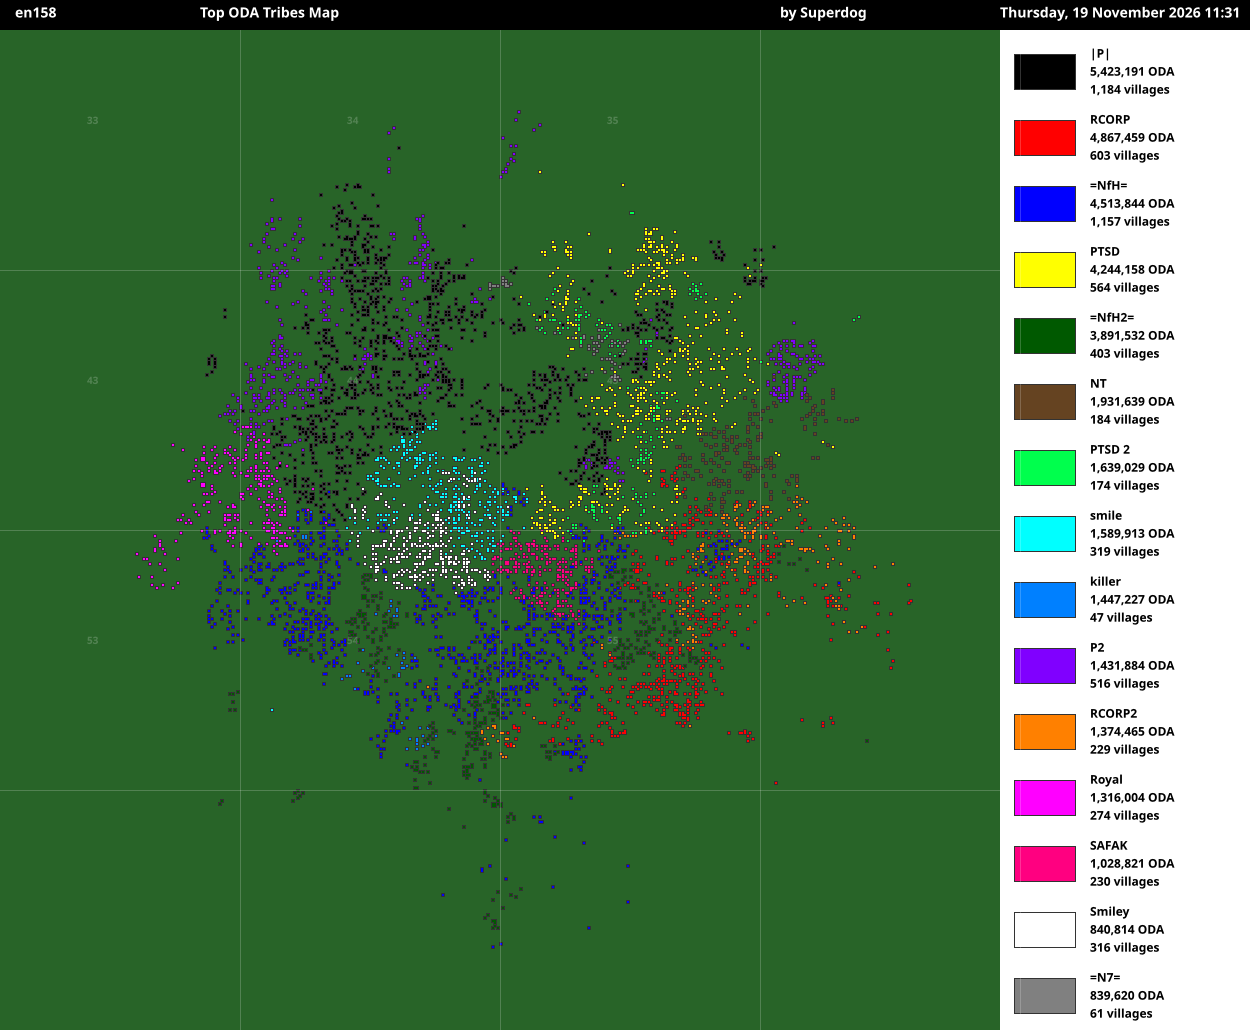 en158 Top ODA Tribes Map by Superdog Thursday, 19 November 2026 11:31
33 34 35
43
53
|P|
5,423,191 ODA
1,184 villages
RCORP
4,867,459 ODA
603 villages
=NfH=
4,513,844 ODA
1,157 villages
PTSD
4,244,158 ODA
564 villages
=NfH2=
3,891,532 ODA
403 villages
NT
1,931,639 ODA
184 villages
PTSD 2
1,639,029 ODA
174 villages
smile
1,589,913 ODA
319 villages
killer
1,447,227 ODA
47 villages
P2
1,431,884 ODA
516 villages
RCORP2
1,374,465 ODA
229 villages
Royal
1,316,004 ODA
274 villages
SAFAK
1,028,821 ODA
230 villages
Smiley
840,814 ODA
316 villages
=N7=
839,620 ODA
61 villages